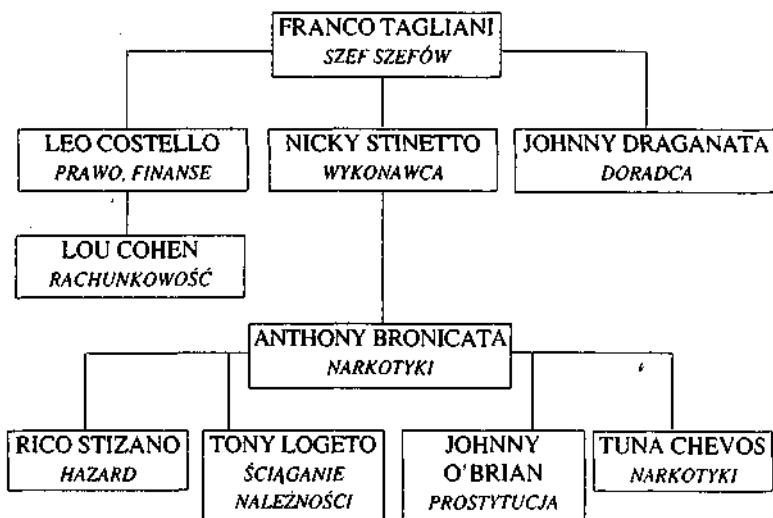 FRANCO TAGLIANI
SZEF SZEFÓW
LEO COSTELLO
PRAWO, FINANSE
NICKY STINETTO
WYKONAWCA
JOHNNY DRAGANATA
DORADCA
LOU COHEN
RACHUNKOWOŚĆ
ANTHONY BRONICATA
NARKOTYKI
RICO STIZANO
HAZARD
TONY LOGETO
ŚCIĄGANIE
NALEŻNOŚCI
JOHNNY
O'BRIAN
PROSTYTUCJA
TUNA CHEVOS
NARKOTYKI